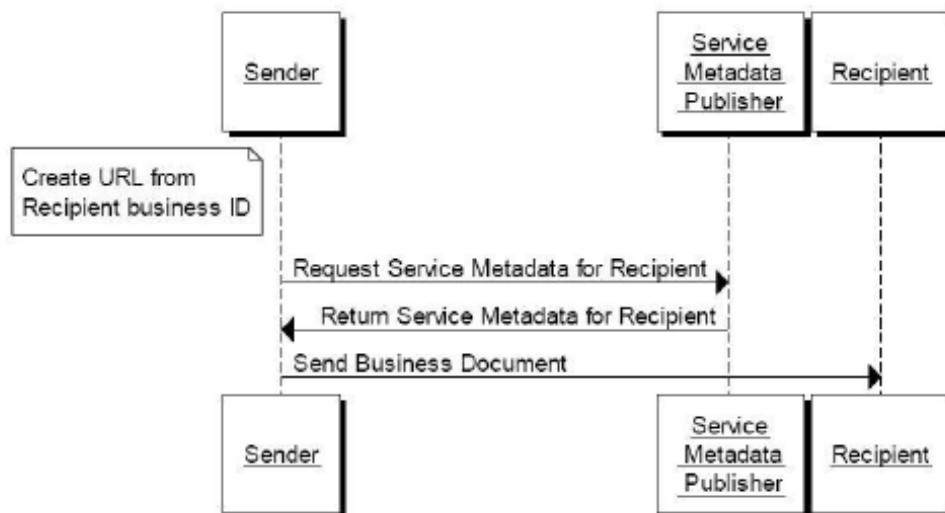 Sender
Service
Metadata
Publisher
Recipient
Create URL from
Recipient business ID
Request Service Metadata for Recipient
Return Service Metadata for Recipient
Send Business Document
Sender
Service
Metadata
Publisher
Recipient